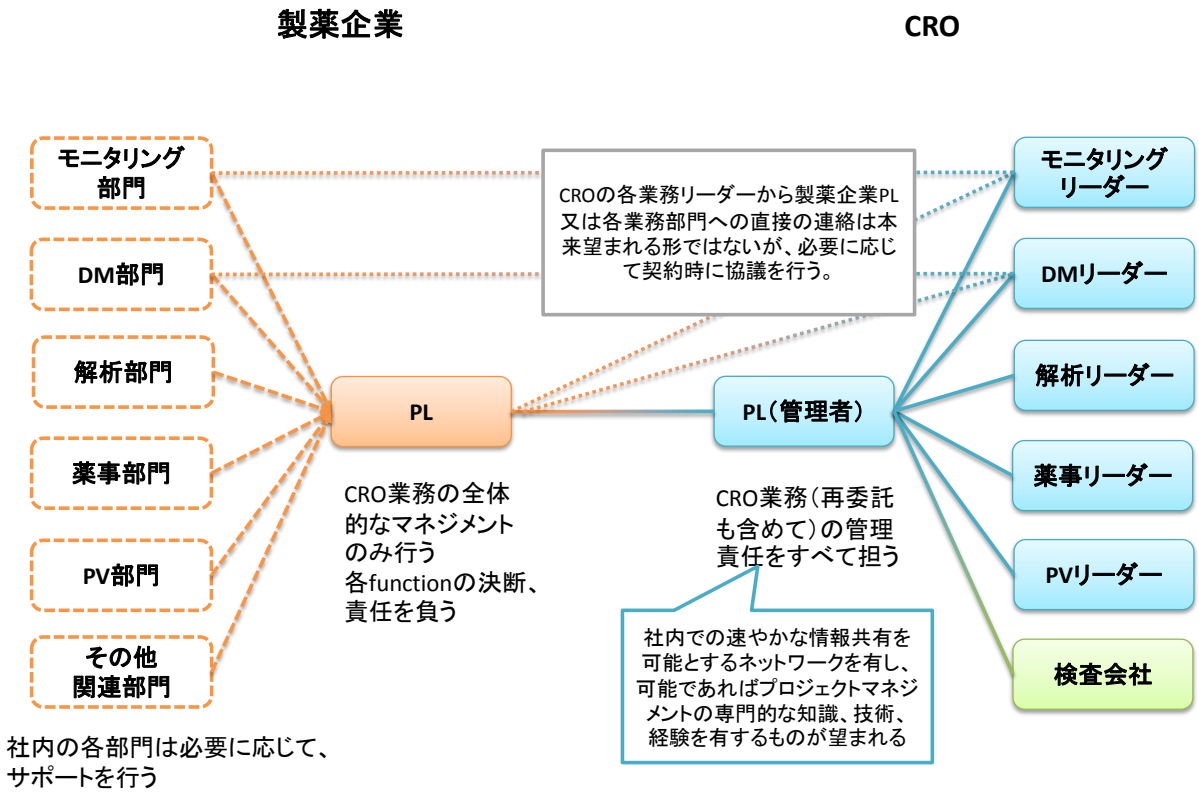 製薬企業
CRO
モニタリング
部門
DM部門
解析部門
薬事部門
PV部門
その他
関連部門
社内の各部門は必要に応じて、
サポートを行う
PL
CRO業務の全体
的なマネジメント
のみ行う
各functionの決断、
責任を負う
CROの各業務リーダーから製薬企業PL
又は各業務部門への直接の連絡は本
来望まれる形ではないが、必要に応じ
て契約時に協議を行う。
PL(管理者)
CRO業務(再委託
も含めて)の管理
責任をすべて担う
社内での速やかな情報共有を
可能とするネットワークを有し、
可能であればプロジェクトマネジ
メントの専門的な知識、技術、
経験を有するものが望まれる
モニタリング
リーダー
DMリーダー
解析リーダー
薬事リーダー
PVリーダー
検査会社